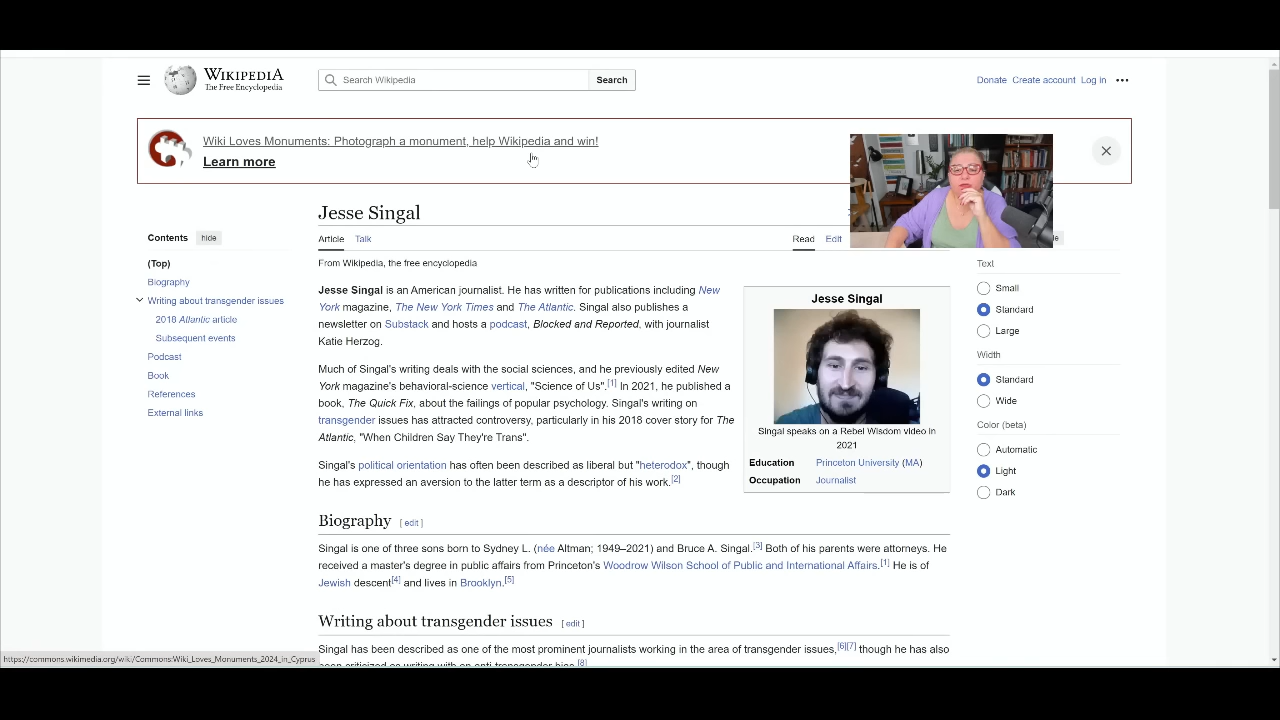 WIKIPEDIA
The Free Encyclopedia
Search Wikipedia
Search
Donate Create account Log in
Wiki Loves Monuments: Photograph a monument, help Wikipedia and win!
Learn more
Jesse Singal
Contents hide
(Top)
Biography
Writing about transgender issues
2018 Atlantic article
Subsequent events
Podcast
Book
References
External links
Article Talk
Read Edit
From Wikipedia, the free encyclopedia
Jesse Singal is an American journalist. He has written for publications including New
York magazine, The New York Times and The Atlantic. Singal also publishes a
newsletter on Substack and hosts a podcast, Blocked and Reported, with journalist
Katie Herzog.
Much of Singal's writing deals with the social sciences, and he previously edited New
York magazine's behavioral-science vertical, "Science of Us".[1] In 2021, he published a
book, The Quick Fix, about the failings of popular psychology. Singal's writing on
transgender issues has attracted controversy, particularly in his 2018 cover story for The
Atlantic, "When Children Say They're Trans".
Singal's political orientation has often been described as liberal but "heterodox", though
he has expressed an aversion to the latter term as a descriptor of his work.[2]
Jesse Singal
Singal speaks on a Rebel Wisdom video in
2021
Education Princeton University (MA)
Occupation Journalist
Biography [ edit ]
Singal is one of three sons born to Sydney L. (née Altman; 1949–2021) and Bruce A. Singal.[3] Both of his parents were attorneys. He
received a master's degree in public affairs from Princeton's Woodrow Wilson School of Public and International Affairs.[1] He is of
Jewish descent[4] and lives in Brooklyn.[5]
Writing about transgender issues [ edit ]
Singal has been described as one of the most prominent journalists working in the area of transgender issues,[6][7] though he has also
been criticized as writing with an anti-transgender bias.[8]
Text
Small
Standard
Large
Width
Standard
Wide
Color (beta)
Automatic
Light
Dark
https://commons.wikimedia.org/wiki/Commons:Wiki_Loves_Monuments_2024_in_Cyprus